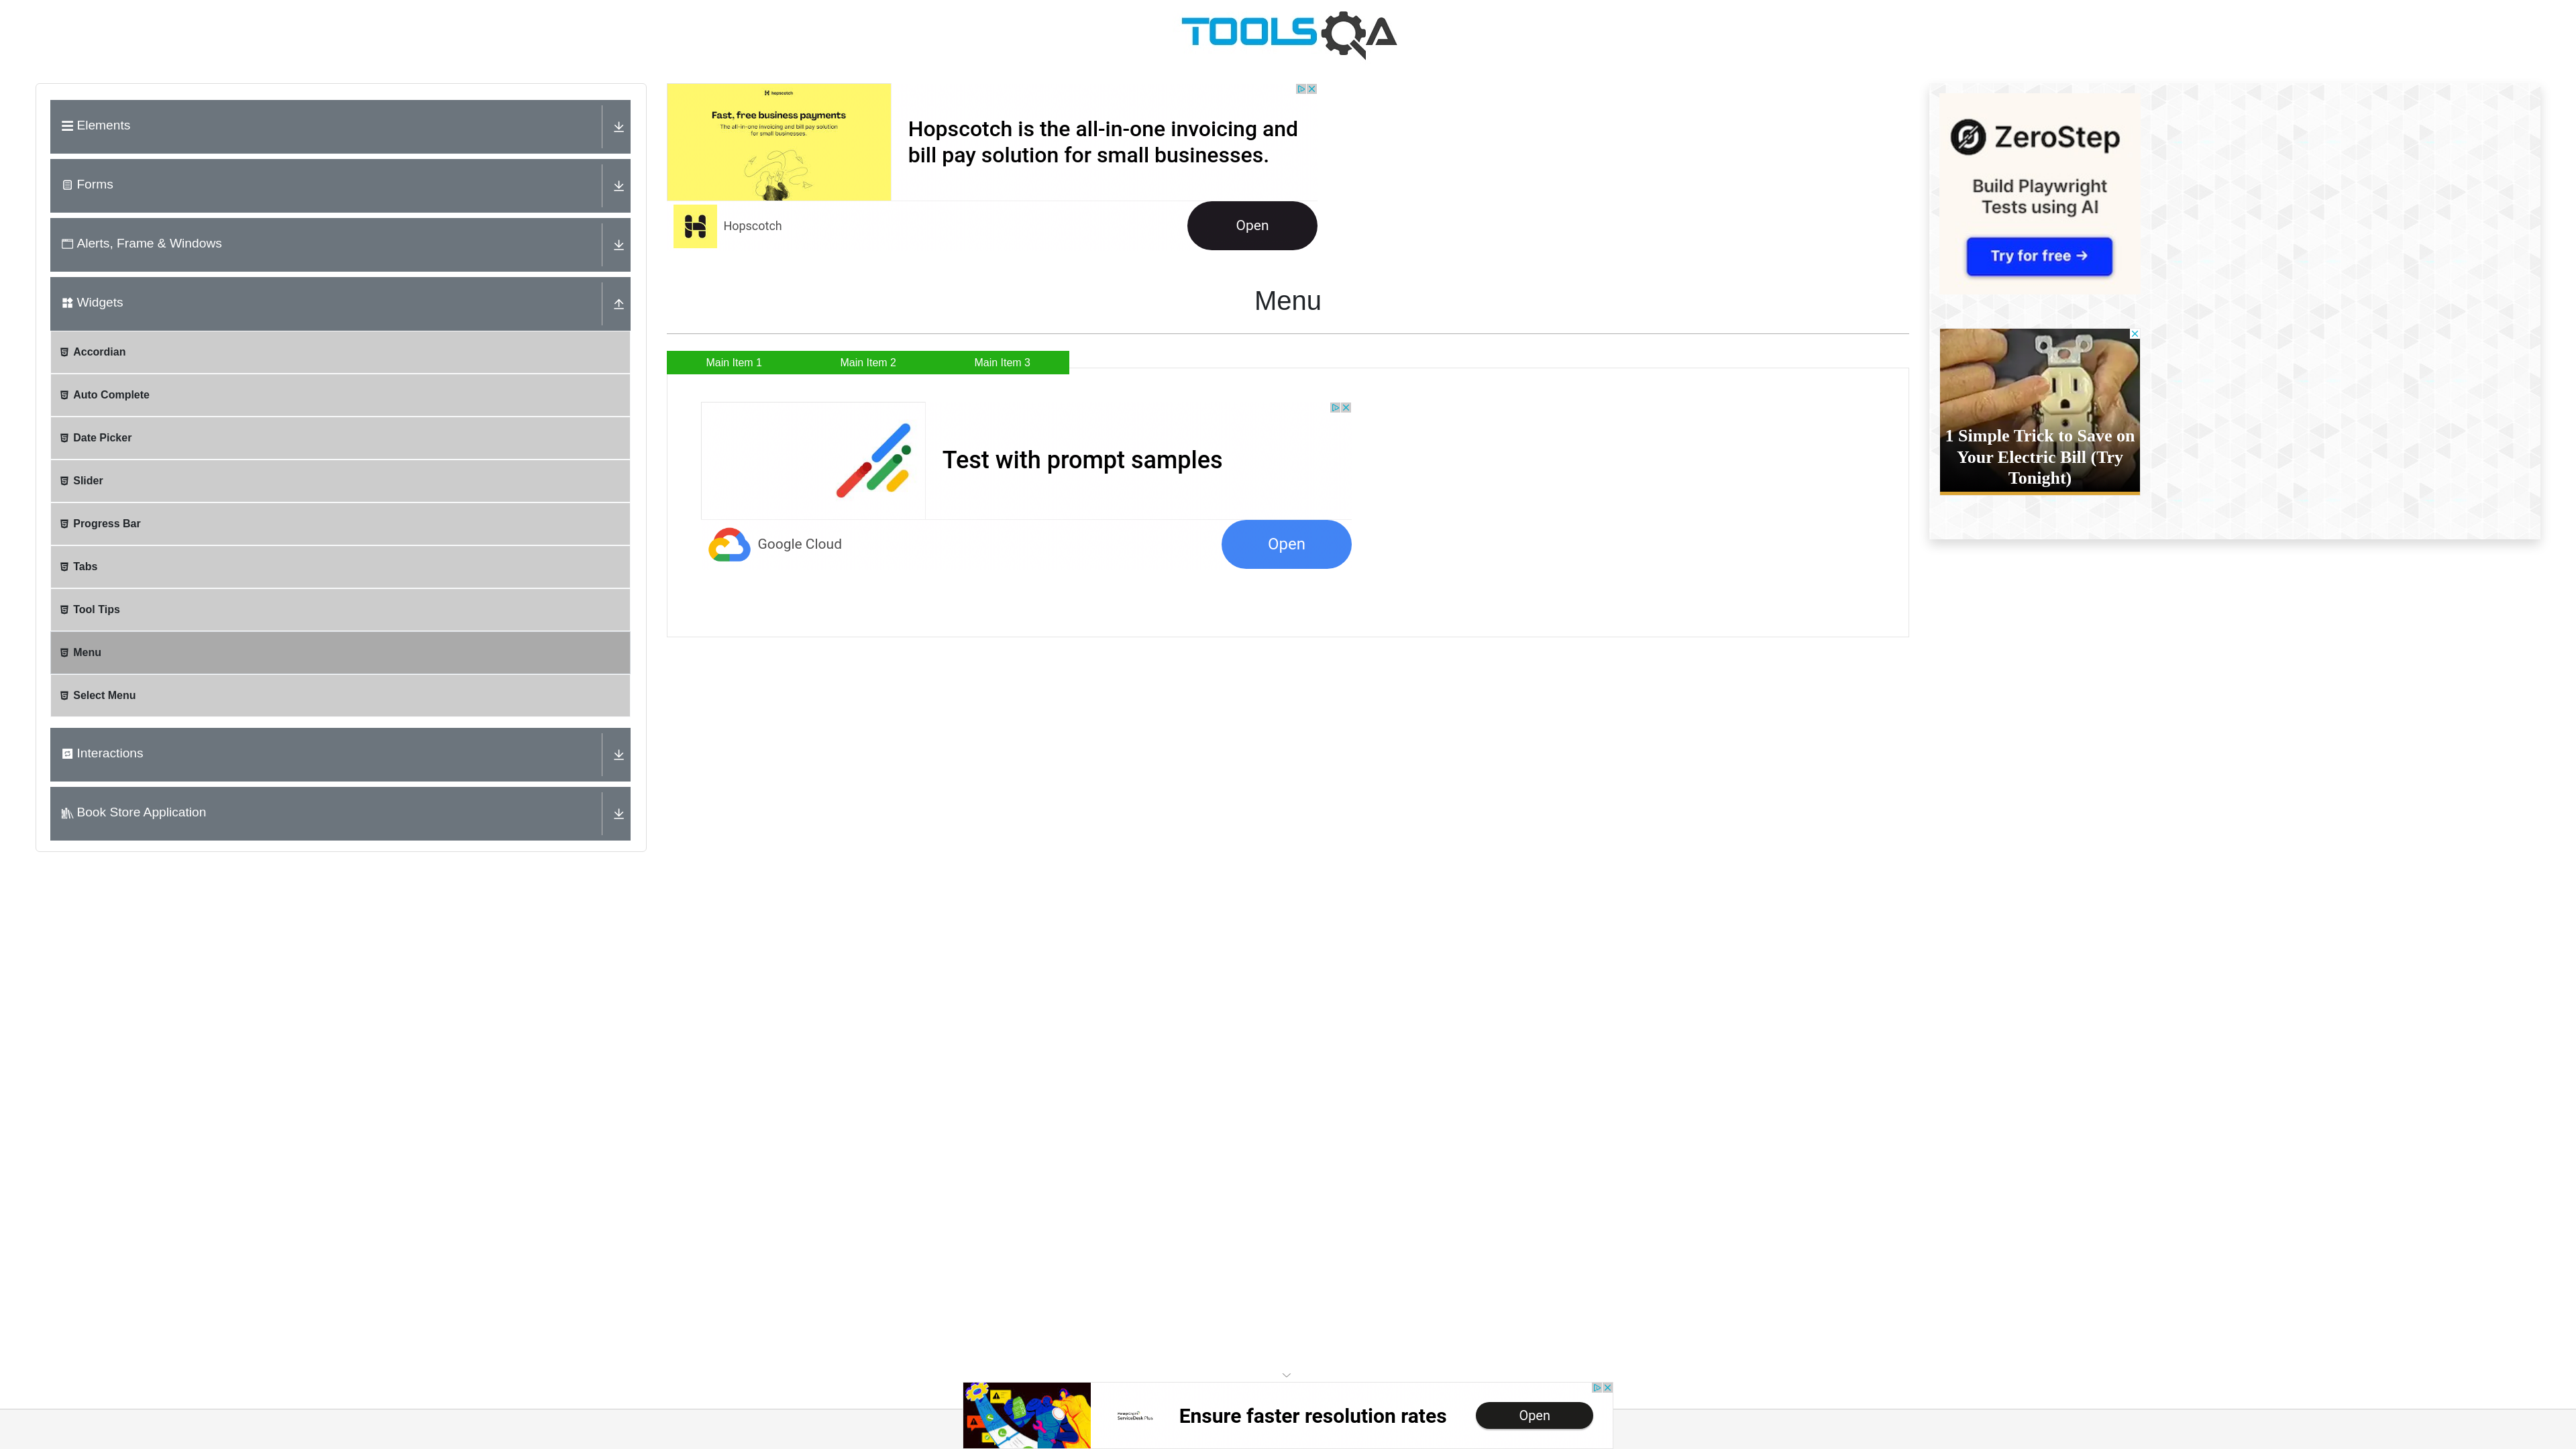 TOOLSQA
Elements
Forms
Alerts, Frame & Windows
Widgets
Accordian
Auto Complete
Date Picker
Slider
Progress Bar
Tabs
Tool Tips
Menu
Select Menu
Interactions
Book Store Application
hopscotch
Fast, free business payments
The all-in-one invoicing and bill pay solution
for small businesses.
Hopscotch is the all-in-one invoicing and
bill pay solution for small businesses.
Hopscotch
Open
Menu
Main Item 1
Main Item 2
Main Item 3
Test with prompt samples
Google Cloud
Open
ZeroStep
Build Playwright
Tests using AI
Try for free →
1 Simple Trick to Save on
Your Electric Bill (Try
Tonight)
ManageEngine
ServiceDesk Plus
Ensure faster resolution rates
Open